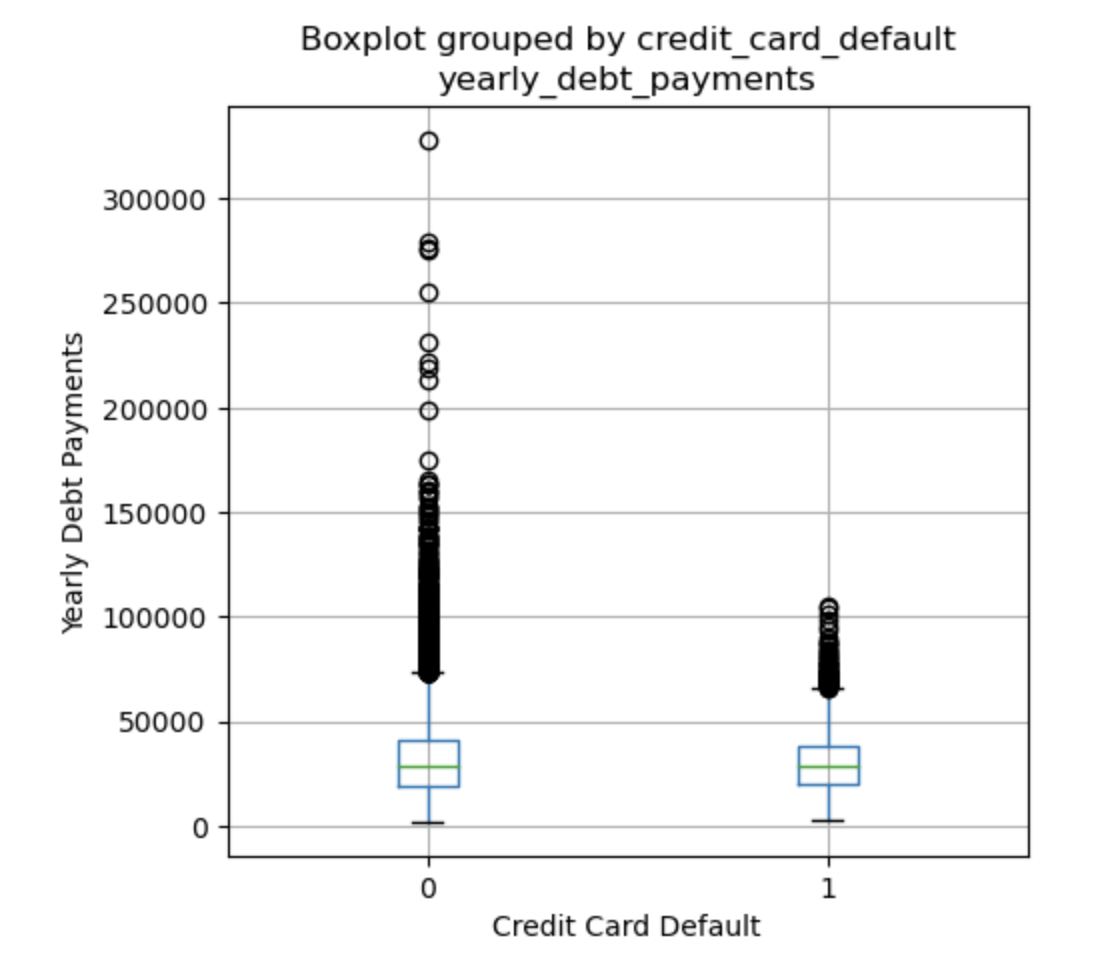 Boxplot grouped by credit_card_default
yearly_debt_payments
300000
250000
200000
150000
100000
50000
0
Yearly Debt Payments
0
1
Credit Card Default